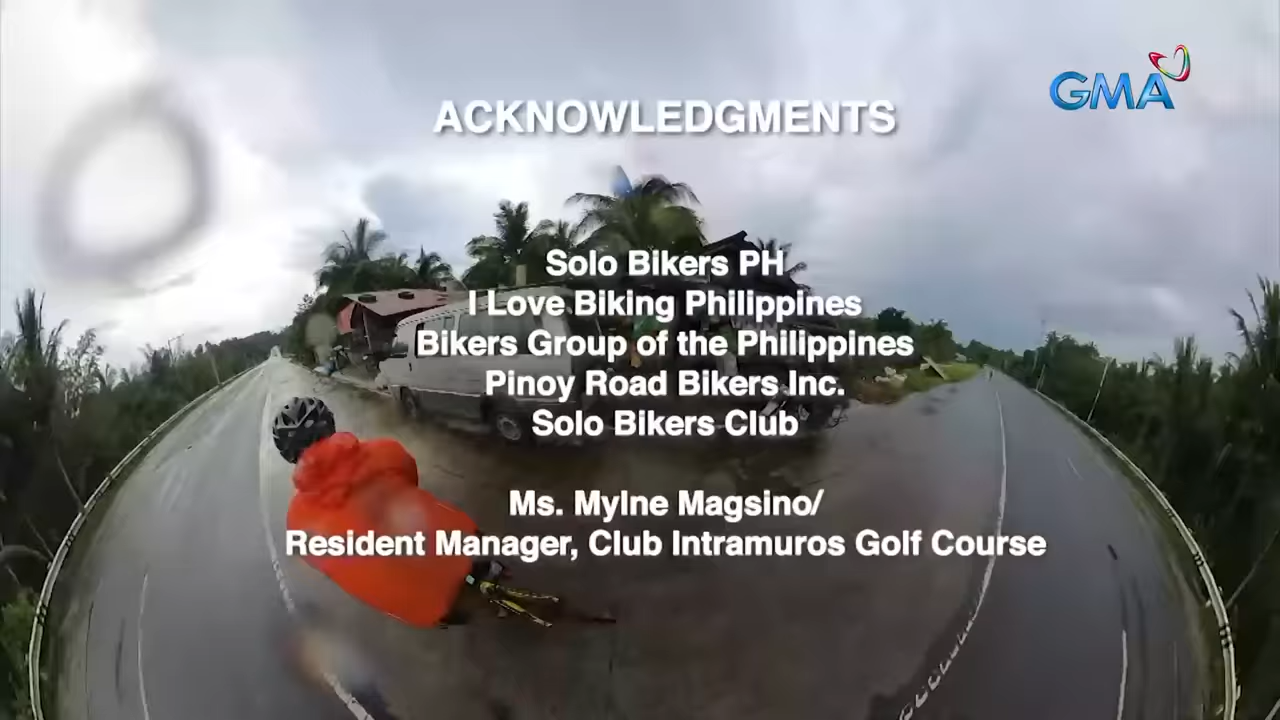 GMA
ACKNOWLEDGMENTS
Solo Bikers PH
I Love Biking Philippines
Bikers Group of the Philippines
Pinoy Road Bikers Inc.
Solo Bikers Club
Ms. Mylne Magsino/
Resident Manager, Club Intramuros Golf Course